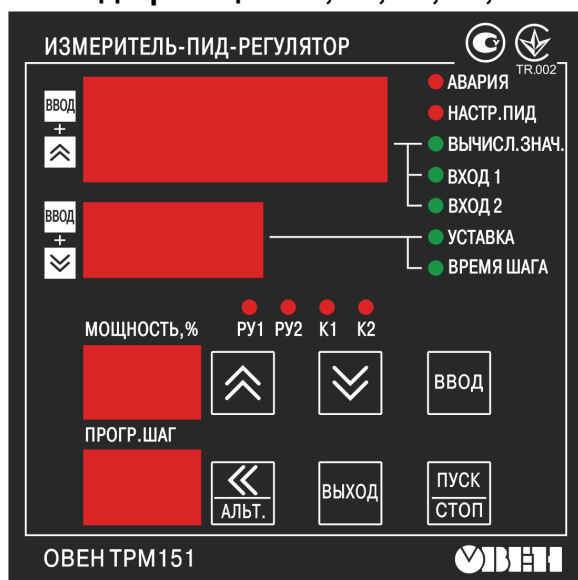 ИЗМЕРИТЕЛЬ-ПИД-РЕГУЛЯТОР
TR.002
ВВОД
+
АВАРИЯ
НАСТР.ПИД
ВЫЧИСЛ.ЗНАЧ.
ВХОД 1
ВХОД 2
ВВОД
+
УСТАВКА
ВРЕМЯ ШАГА
РУ1 РУ2 К1 К2
МОЩНОСТЬ,%
ВВОД
ПРОГР.ШАГ
АЛЬТ.
ВЫХОД
ПУСК
СТОП
ОВЕН ТРМ151
ОВЕН